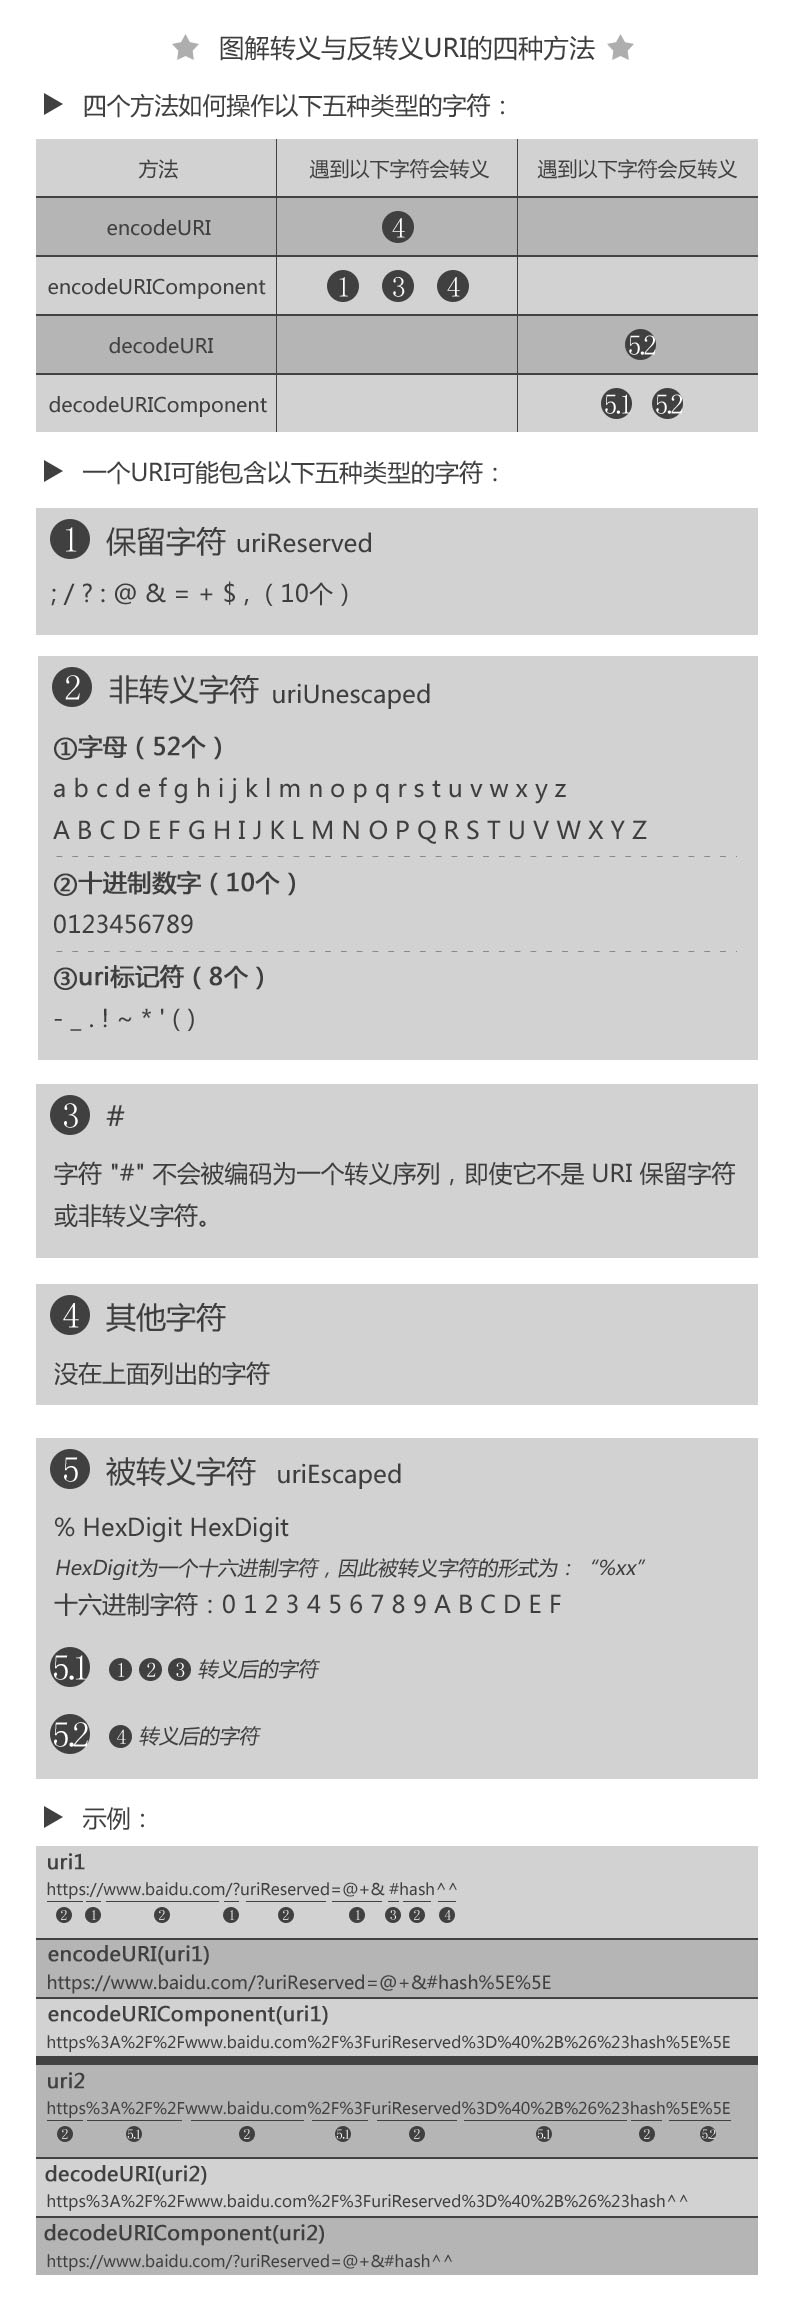 ★ 图解转义与反转义URI的四种方法 ★
▶ 四个方法如何操作以下五种类型的字符：
方法 遇到以下字符会转义 遇到以下字符会反转义
encodeURI ❹
encodeURIComponent ❶ ❸ ❹
decodeURI 5.2
decodeURIComponent 5.1 5.2
▶ 一个URI可能包含以下五种类型的字符：
❶ 保留字符 uriReserved
; / ? : @ & = + $ , （10个）
❷ 非转义字符 uriUnescaped
①字母（52个）
a b c d e f g h i j k l m n o p q r s t u v w x y z
A B C D E F G H I J K L M N O P Q R S T U V W X Y Z
②十进制数字（10个）
0123456789
③uri标记符（8个）
- _ . ! ~ * ' ( )
❸ #
字符 "#" 不会被编码为一个转义序列，即使它不是 URI 保留字符
或非转义字符。
❹ 其他字符
没在上面列出的字符
❺ 被转义字符 uriEscaped
% HexDigit HexDigit
HexDigit为一个十六进制字符，因此被转义字符的形式为：“%xx”
十六进制字符：0 1 2 3 4 5 6 7 8 9 A B C D E F
5.1 ❶ ❷ ❸ 转义后的字符
5.2 ❹ 转义后的字符
▶ 示例：
uri1
https://www.baidu.com/?uriReserved=@+& #hash^^
❷ ❶ ❷ ❶ ❷ ❶ ❸ ❷ ❹
encodeURI(uri1)
https://www.baidu.com/?uriReserved=@+&#hash%5E%5E
encodeURIComponent(uri1)
https%3A%2F%2Fwww.baidu.com%2F%3FuriReserved%3D%40%2B%26%23hash%5E%5E
uri2
https%3A%2F%2Fwww.baidu.com%2F%3FuriReserved%3D%40%2B%26%23hash%5E%5E
❷ 5.1 ❷ 5.1 ❷ 5.1 ❷ 5.2
decodeURI(uri2)
https%3A%2F%2Fwww.baidu.com%2F%3FuriReserved%3D%40%2B%26%23hash^^
decodeURIComponent(uri2)
https://www.baidu.com/?uriReserved=@+&#hash^^